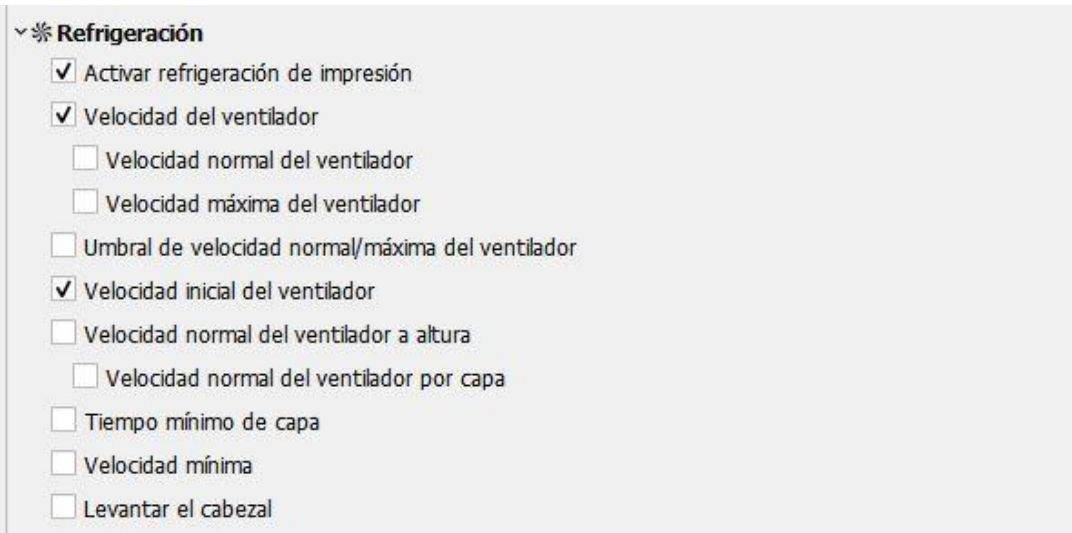 Refrigeración
Activar refrigeración de impresión
Velocidad del ventilador
Velocidad normal del ventilador
Velocidad máxima del ventilador
Umbral de velocidad normal/máxima del ventilador
Velocidad inicial del ventilador
Velocidad normal del ventilador a altura
Velocidad normal del ventilador por capa
Tiempo mínimo de capa
Velocidad mínima
Levantar el cabezal